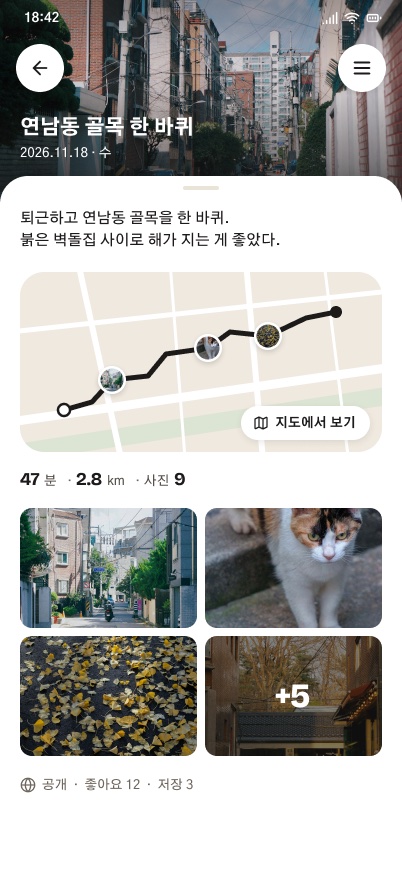 18:42
연남동 골목 한 바퀴
2026.11.18 · 수
퇴근하고 연남동 골목을 한 바퀴.
붉은 벽돌집 사이로 해가 지는 게 좋았다.
지도에서 보기
47 분 · 2.8 km · 사진 9
+5
공개 · 좋아요 12 · 저장 3